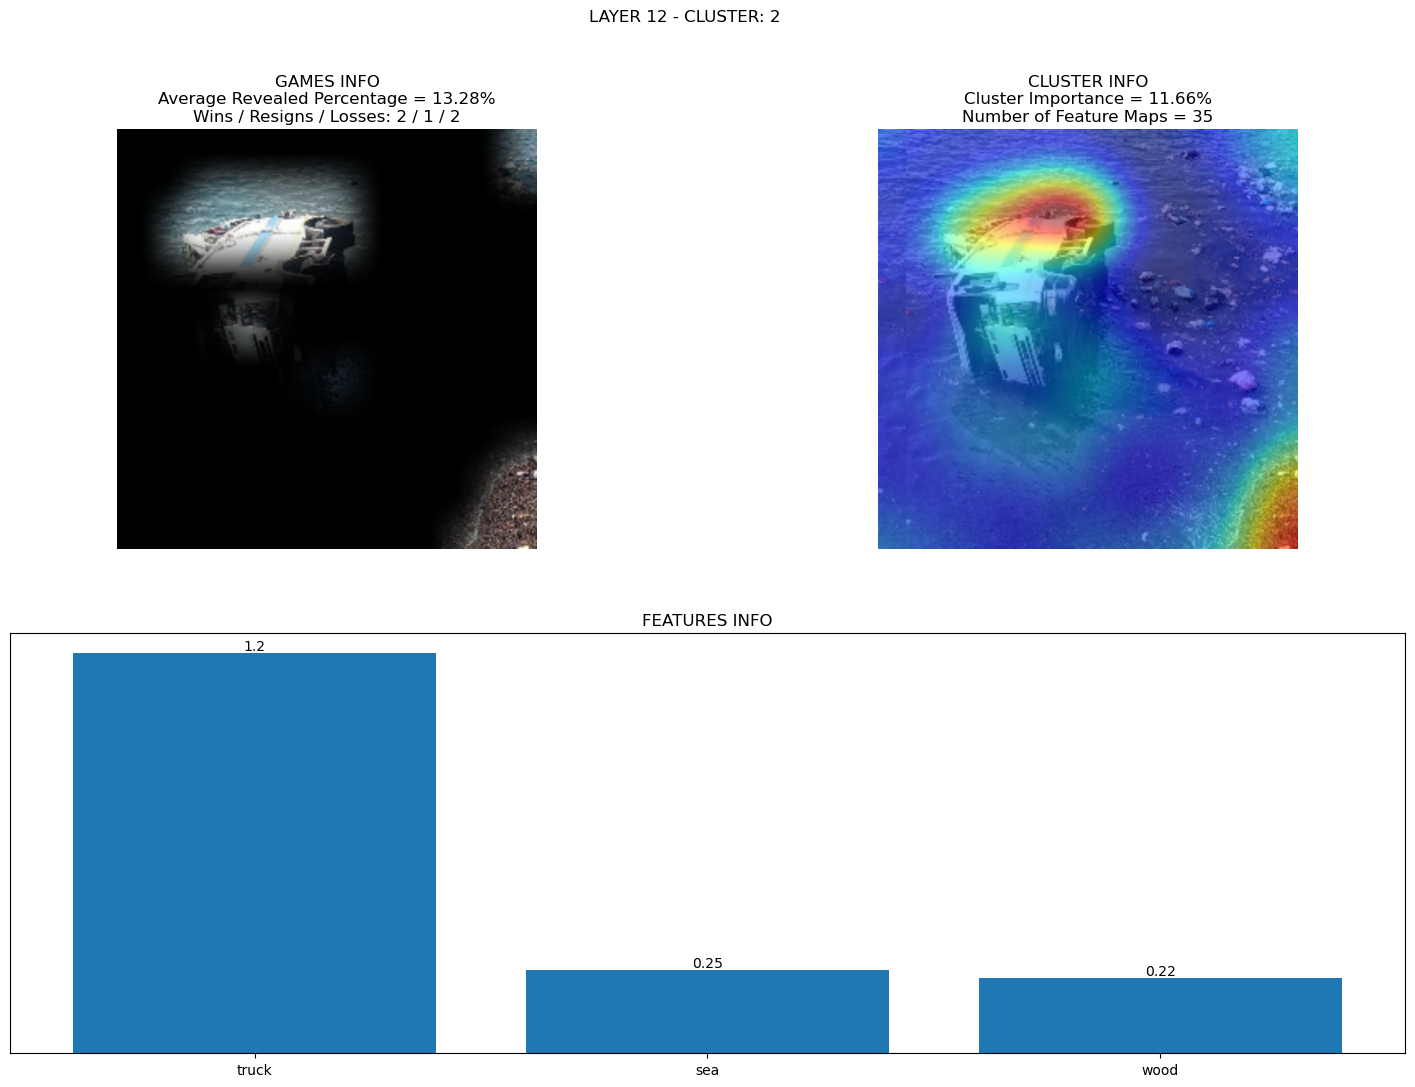 LAYER 12 - CLUSTER: 2
GAMES INFO
Average Revealed Percentage = 13.28%
Wins / Resigns / Losses: 2 / 1 / 2
CLUSTER INFO
Cluster Importance = 11.66%
Number of Feature Maps = 35
FEATURES INFO
1.2
0.25
0.22
truck
sea
wood